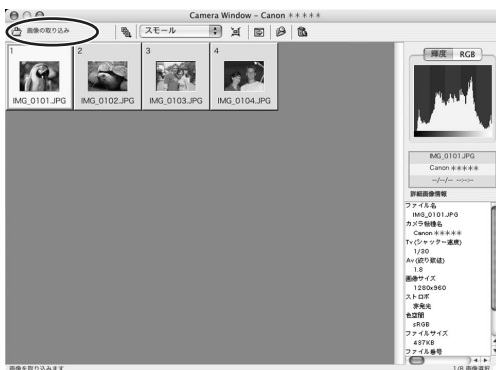 Camera Window – Canon ＊＊＊＊＊
画像の取り込み
スモール
1
2
3
4
IMG_0101.JPG
IMG_0102.JPG
IMG_0103.JPG
IMG_0104.JPG
輝度
RGB
IMG_0101.JPG
Canon ＊＊＊＊＊
--/--/-- --:--:--
詳細画像情報
ファイル名
IMG_0101.JPG
カメラ機種名
Canon ＊＊＊＊＊
Tv(シャッター速度)
1/30
Av(絞り数値)
1.8
画像サイズ
1280x960
ストロボ
非発光
色空間
sRGB
ファイルサイズ
437KB
ファイル番号
画像を取り込みます
1/8 画像選択